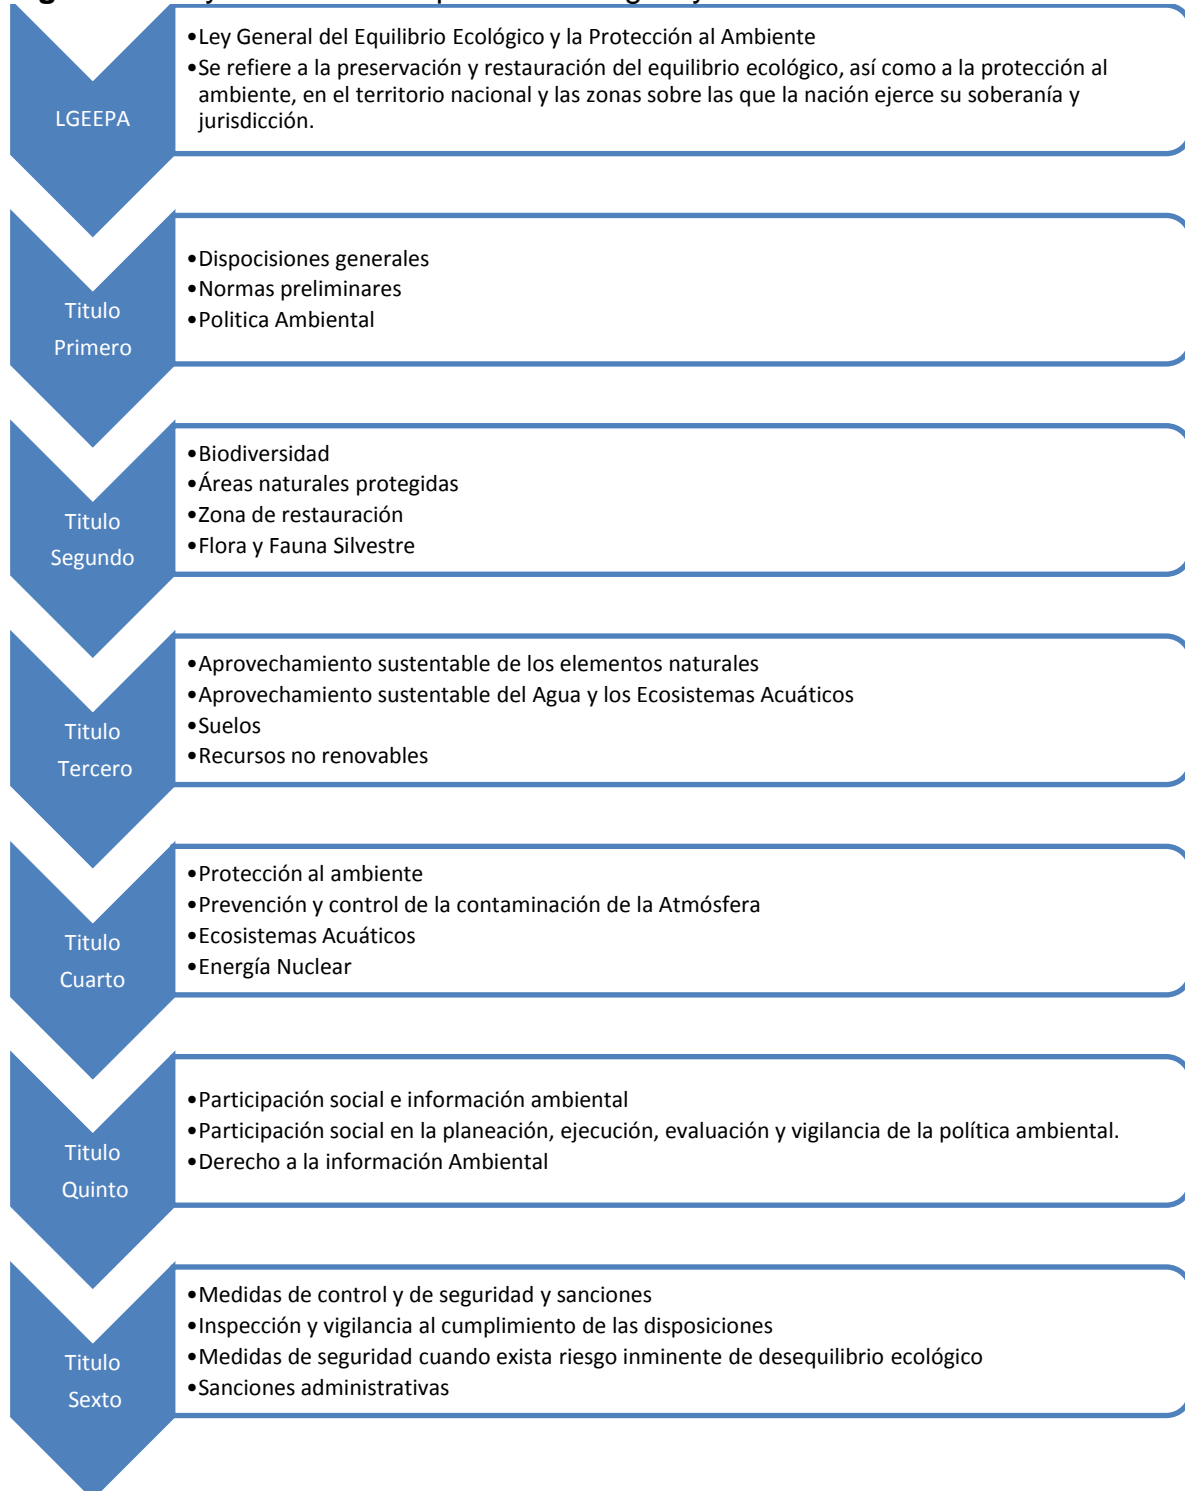 LGEEPA
•Ley General del Equilibrio Ecológico y la Protección al Ambiente
•Se refiere a la preservación y restauración del equilibrio ecológico, así como a la protección al
ambiente, en el territorio nacional y las zonas sobre las que la nación ejerce su soberanía y
jurisdicción.
Titulo
Primero
•Dispocisiones generales
•Normas preliminares
•Politica Ambiental
Titulo
Segundo
•Biodiversidad
•Áreas naturales protegidas
•Zona de restauración
•Flora y Fauna Silvestre
Titulo
Tercero
•Aprovechamiento sustentable de los elementos naturales
•Aprovechamiento sustentable del Agua y los Ecosistemas Acuáticos
•Suelos
•Recursos no renovables
Titulo
Cuarto
•Protección al ambiente
•Prevención y control de la contaminación de la Atmósfera
•Ecosistemas Acuáticos
•Energía Nuclear
Titulo
Quinto
•Participación social e información ambiental
•Participación social en la planeación, ejecución, evaluación y vigilancia de la política ambiental.
•Derecho a la información Ambiental
Titulo
Sexto
•Medidas de control y de seguridad y sanciones
•Inspección y vigilancia al cumplimiento de las disposiciones
•Medidas de seguridad cuando exista riesgo inminente de desequilibrio ecológico
•Sanciones administrativas